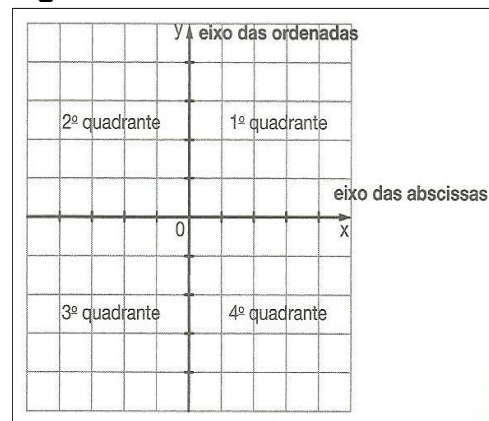 y eixo das ordenadas
2º quadrante 1º quadrante
eixo das abscissas
0 x
3º quadrante 4º quadrante